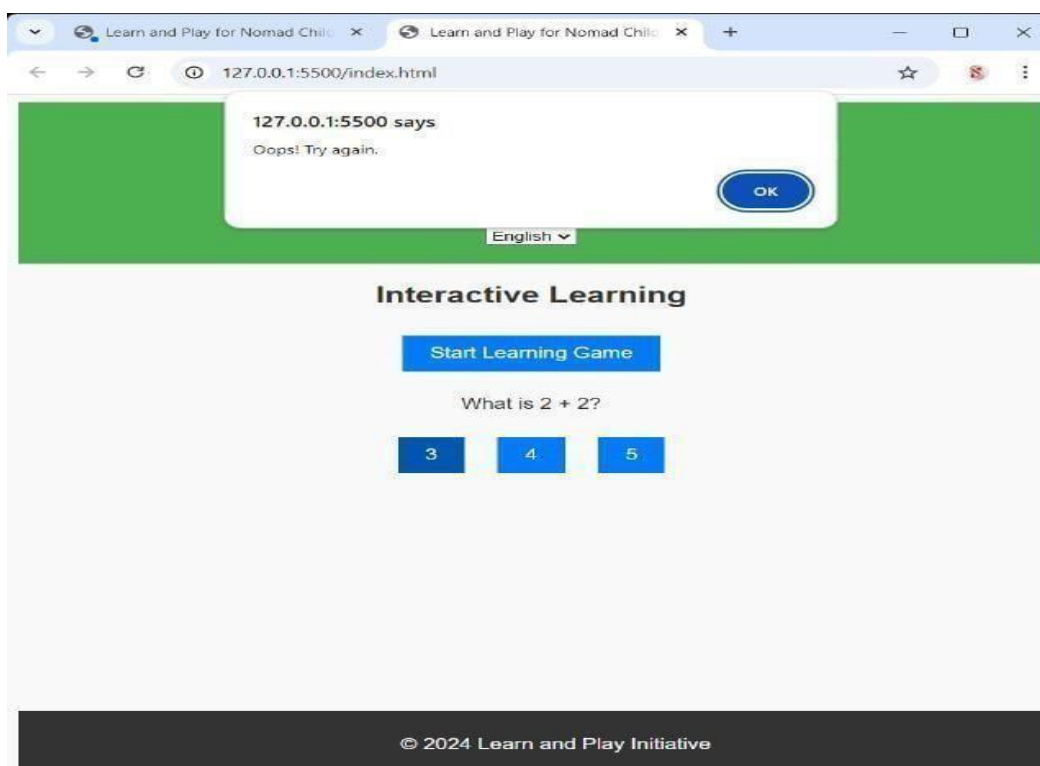 Learn and Play for Nomad Chil Learn and Play for Nomad Chil
127.0.0.1:5500/index.html
127.0.0.1:5500 says
Oops! Try again.
OK
English
Interactive Learning
Start Learning Game
What is 2 + 2?
3 4 5
© 2024 Learn and Play Initiative